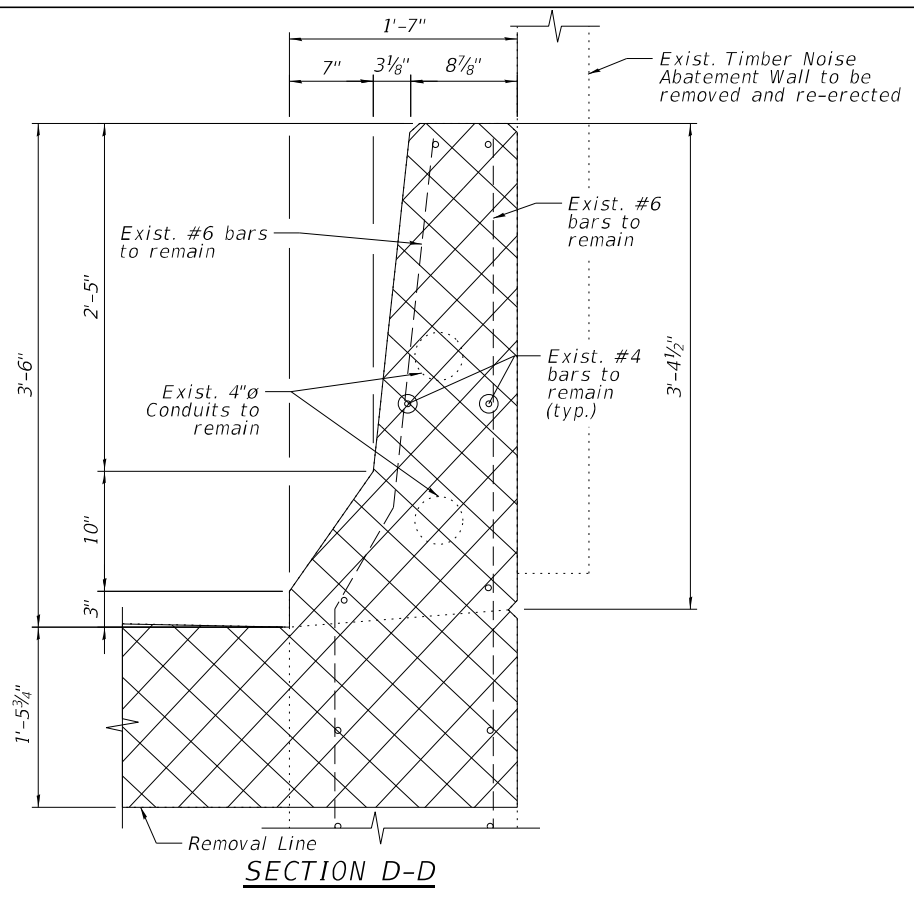 1'-7"
7"
3⅛"
8⅞"
Exist. Timber Noise
Abatement Wall to be
removed and re-erected
Exist. #6 bars
to remain
Exist. #6
bars to
remain
2'-5"
3'-6"
3'-4½"
Exist. 4"ø
Conduits to
remain
Exist. #4
bars to
remain
(typ.)
10"
3"
1'-5¾"
Removal Line
SECTION D-D